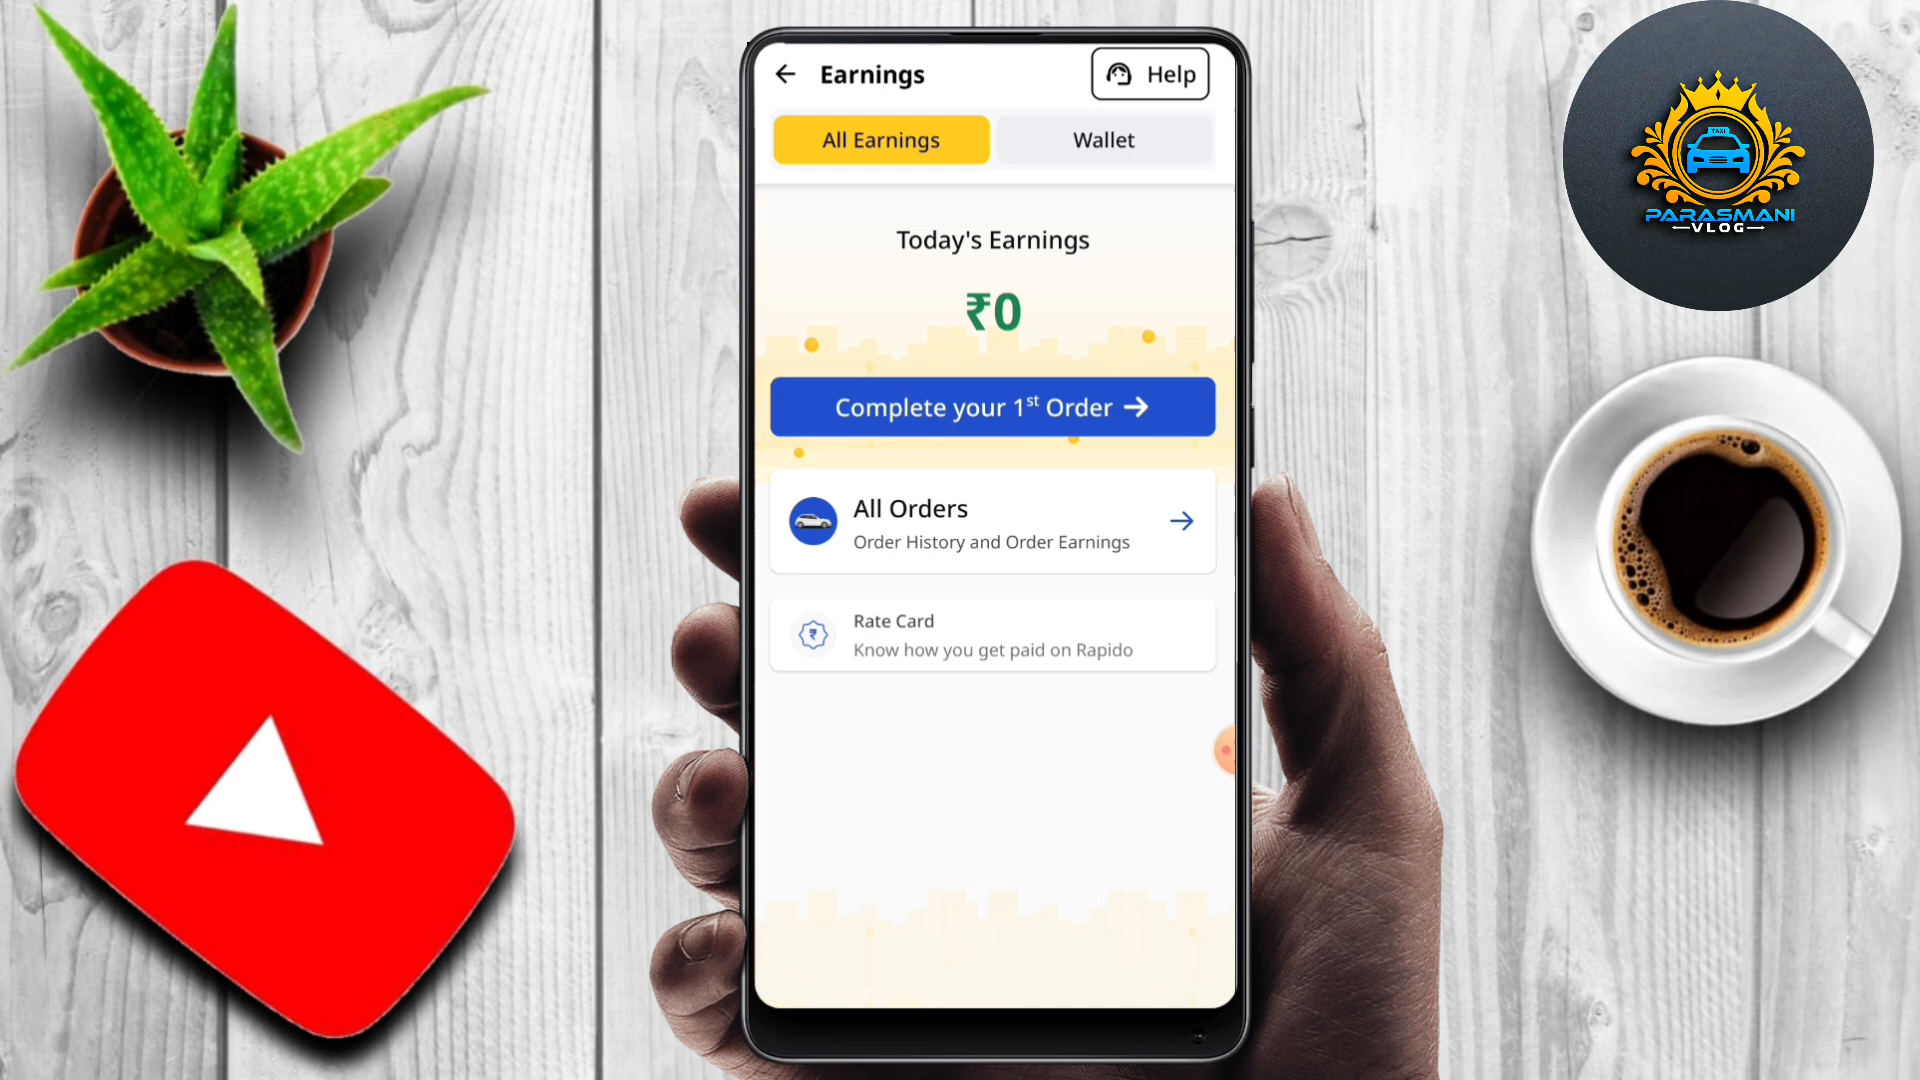 Earnings
Help
All Earnings
Wallet
Today's Earnings
₹0
Complete your 1st Order →
All Orders
Order History and Order Earnings
Rate Card
Know how you get paid on Rapido
TAXI
PARASMANI
VLOG